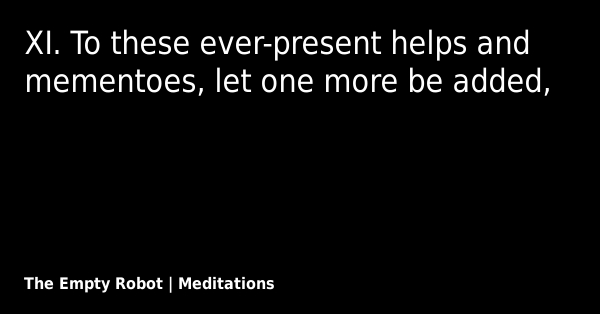 XI. To these ever-present helps and
mementoes, let one more be added,
The Empty Robot | Meditations